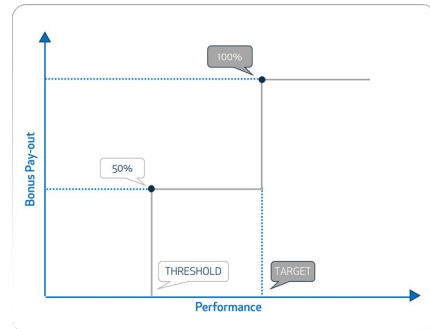 100%
50%
Bonus Pay-out
THRESHOLD
TARGET
Performance